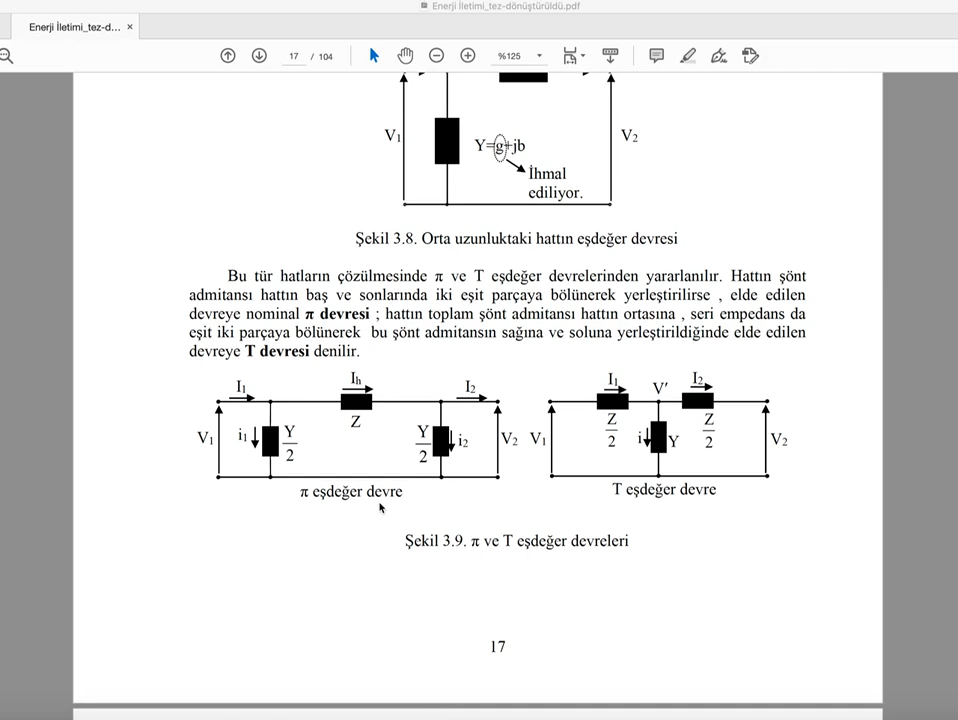 Enerji İletimi_tez-dönüştürüldü.pdf
Enerji İletimi_tez-d... ×
17 / 104 %125
V1
Y=g+jb
V2
İhmal
ediliyor.
Şekil 3.8. Orta uzunluktaki hattın eşdeğer devresi
Bu tür hatların çözülmesinde π ve T eşdeğer devrelerinden yararlanılır. Hattın şönt
admitansı hattın baş ve sonlarında iki eşit parçaya bölünerek yerleştirilirse , elde edilen
devreye nominal π devresi ; hattın toplam şönt admitansı hattın ortasına , seri empedans da
eşit iki parçaya bölünerek bu şönt admitansın sağına ve soluna yerleştirildiğinde elde edilen
devreye T devresi denilir.
I1 Ih I2 I1 V' I2
Z
V1 i1 Y/2 Y/2 i2 V2 V1 Z/2 i Y Z/2 V2
π eşdeğer devre T eşdeğer devre
Şekil 3.9. π ve T eşdeğer devreleri
17